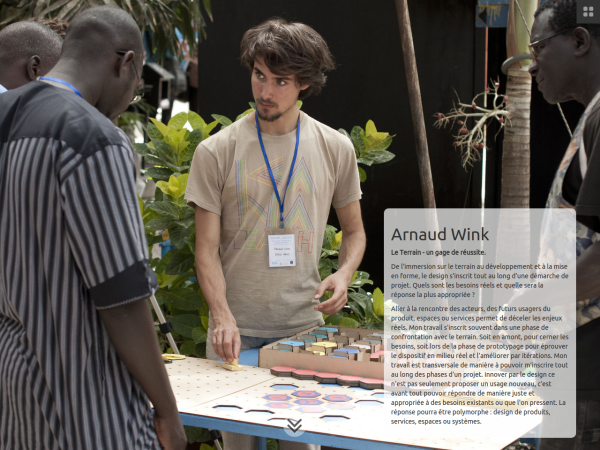 Arnaud Wink
Le Terrain - un gage de réussite.
De l'immersion sur le terrain au développement et à la mise
en forme, le design s'inscrit tout au long d'une démarche de
projet. Quels sont les besoins réels et quelle sera la
réponse la plus appropriée ?
Aller à la rencontre des acteurs, des futurs usagers du
produit, espaces ou services permet de déceler les enjeux
réels. Mon travail s'inscrit souvent dans une phase de
confrontation avec le terrain. Soit en amont, pour cerner les
besoins, soit lors de la phase de prototypage pour éprouver
le dispositif en milieu réel et l'améliorer par itérations. Mon
travail est transversale de manière à pouvoir m'inscrire tout
au long des phases d'un projet. Innover par le design ce
n'est pas seulement proposer un usage nouveau, c'est
avant tout pouvoir répondre de manière juste et
appropriée à des besoins existants ou que l'on pressent. La
réponse pourra être polymorphe : design de produits,
services, espaces ou systèmes.